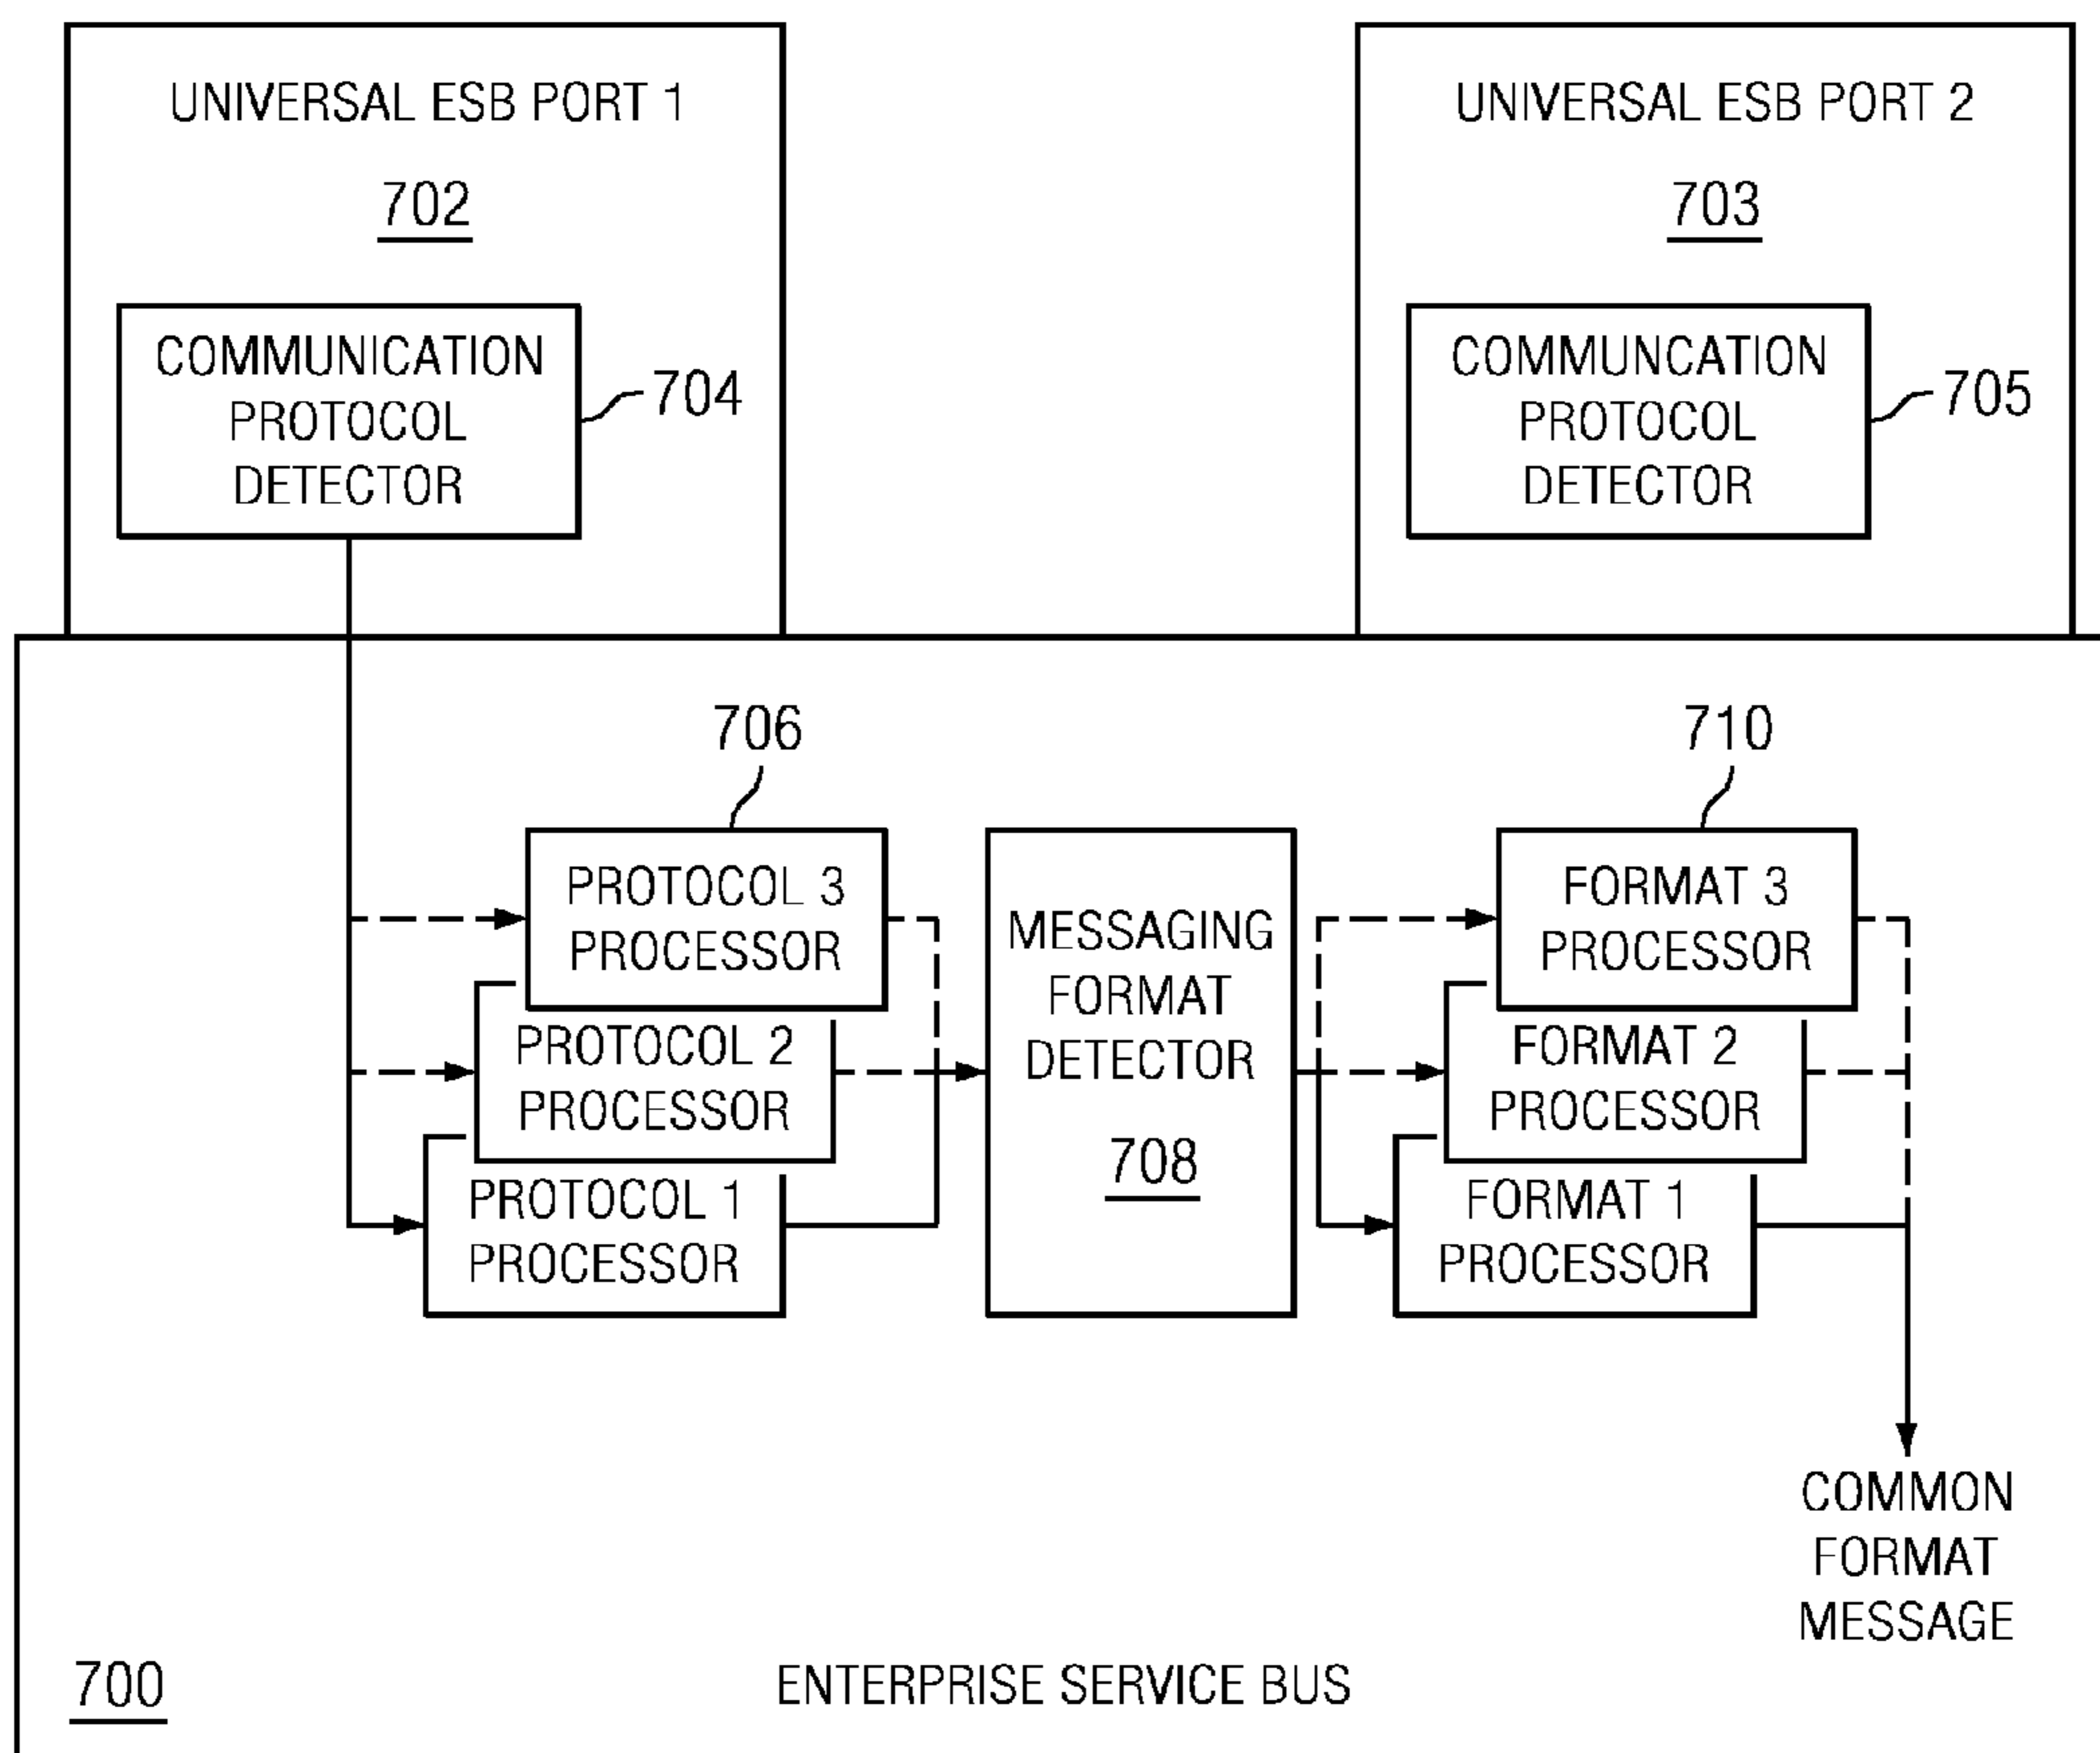 UNIVERSAL ESB PORT 1
702
COMMUNICATION
PROTOCOL
DETECTOR
704
UNIVERSAL ESB PORT 2
703
COMMUNCATION
PROTOCOL
DETECTOR
705
706
PROTOCOL 3
PROCESSOR
PROTOCOL 2
PROCESSOR
PROTOCOL 1
PROCESSOR
MESSAGING
FORMAT
DETECTOR
708
710
FORMAT 3
PROCESSOR
FORMAT 2
PROCESSOR
FORMAT 1
PROCESSOR
COMMON
FORMAT
MESSAGE
700
ENTERPRISE SERVICE BUS